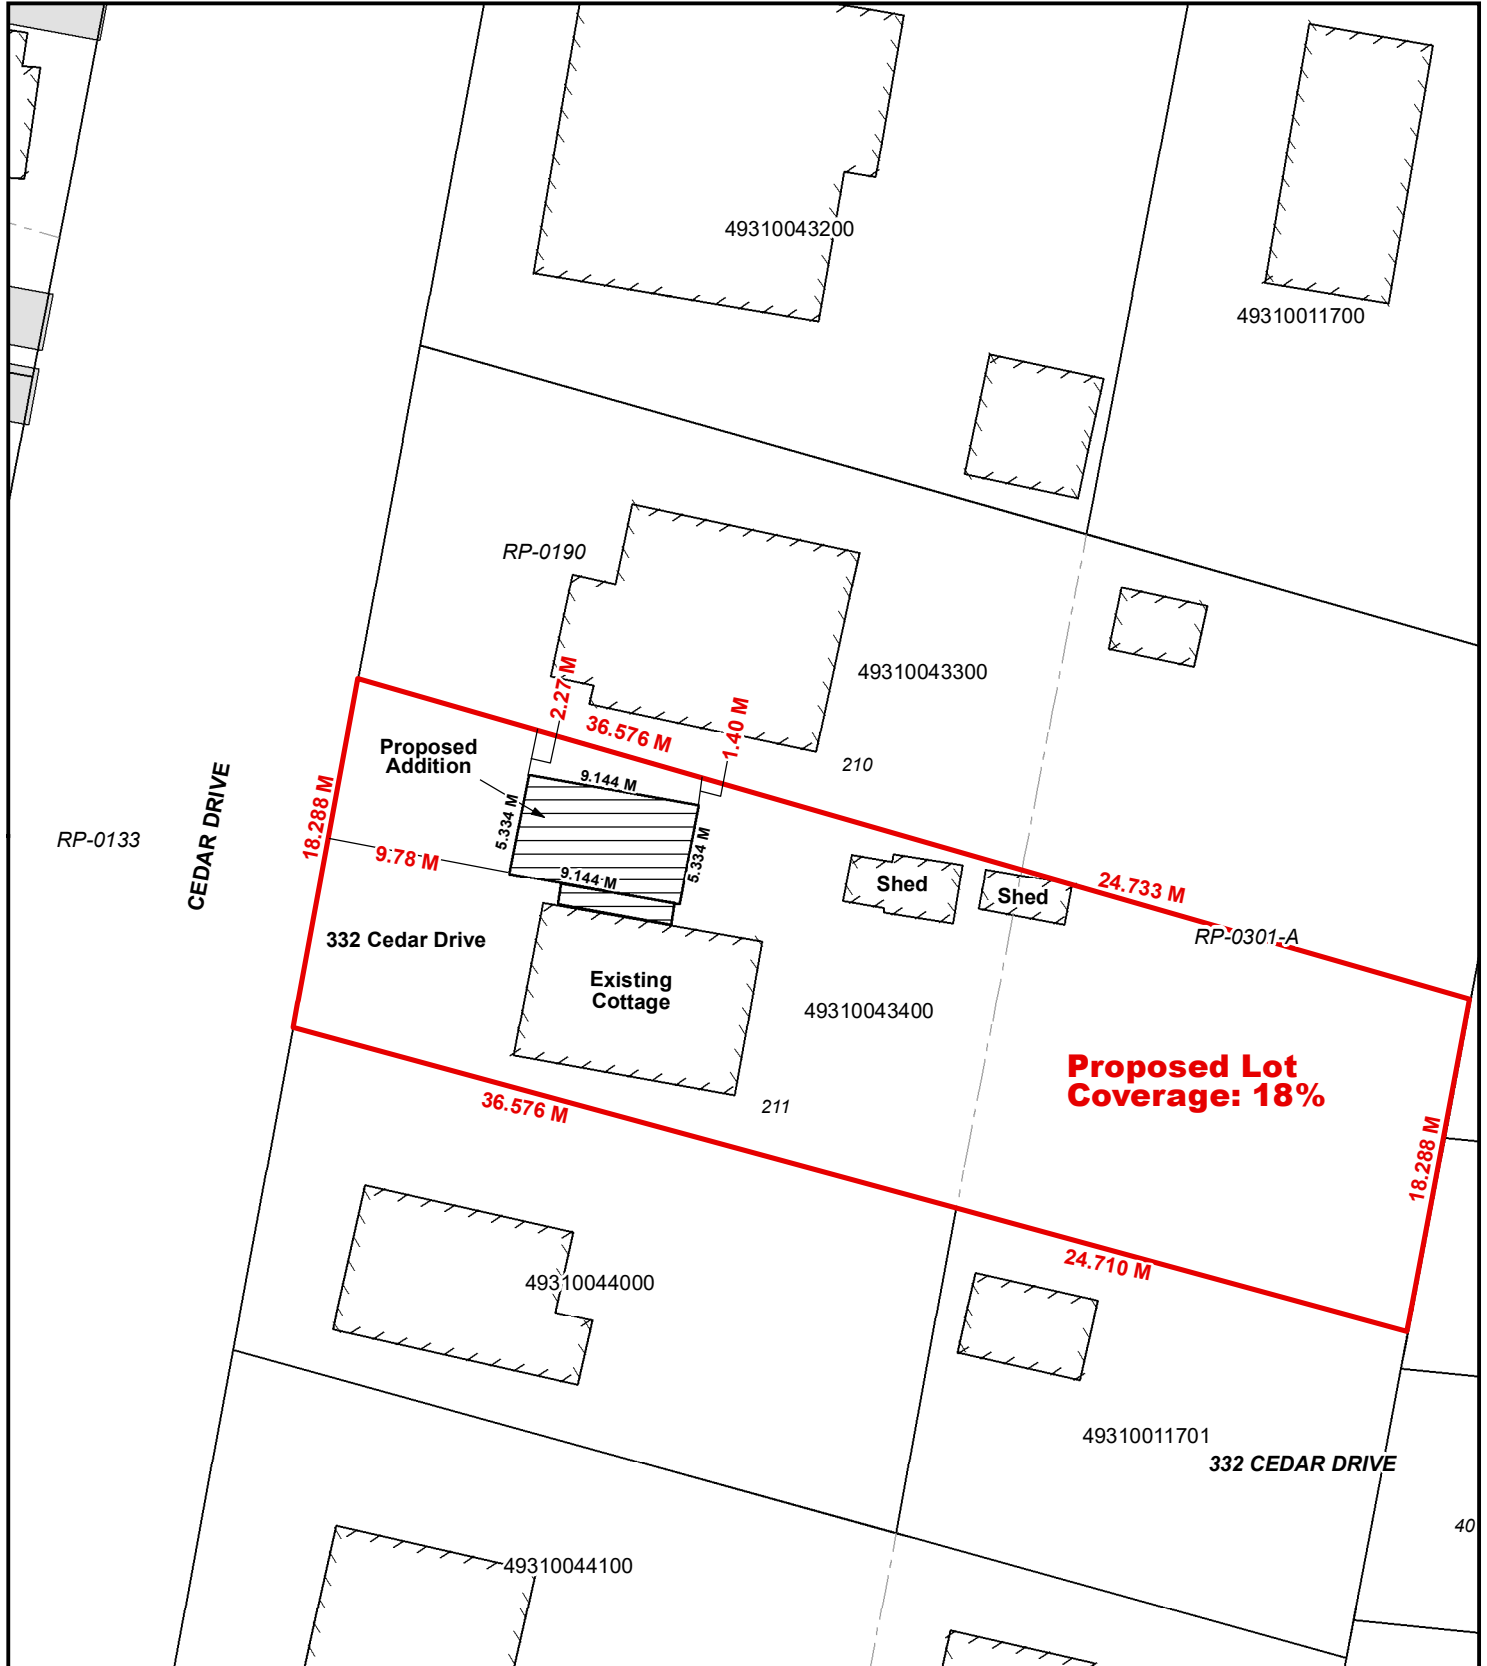 49310043200
49310011700
RP-0190
49310043300
2.27 M
36.576 M
1.40 M
210
Proposed
Addition
9.144 M
5.334 M
5.334 M
9.144 M
18.288 M
CEDAR DRIVE
RP-0133
9.78 M
Shed
Shed
24.733 M
RP-0301-A
332 Cedar Drive
Existing
Cottage
49310043400
Proposed Lot
Coverage: 18%
36.576 M
211
18.288 M
24.710 M
49310044000
49310011701
332 CEDAR DRIVE
40
49310044100